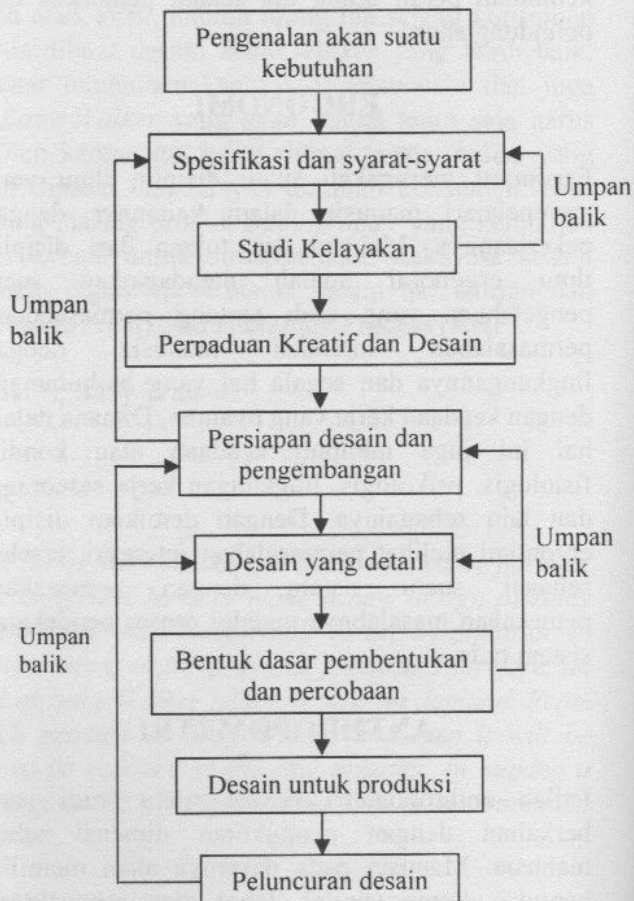 Pengenalan akan suatu
kebutuhan
Spesifikasi dan syarat-syarat
Umpan
balik
Studi Kelayakan
Umpan
balik
Perpaduan Kreatif dan Desain
Persiapan desain dan
pengembangan
Umpan
balik
Desain yang detail
Umpan
balik
Bentuk dasar pembentukan
dan percobaan
Desain untuk produksi
Peluncuran desain